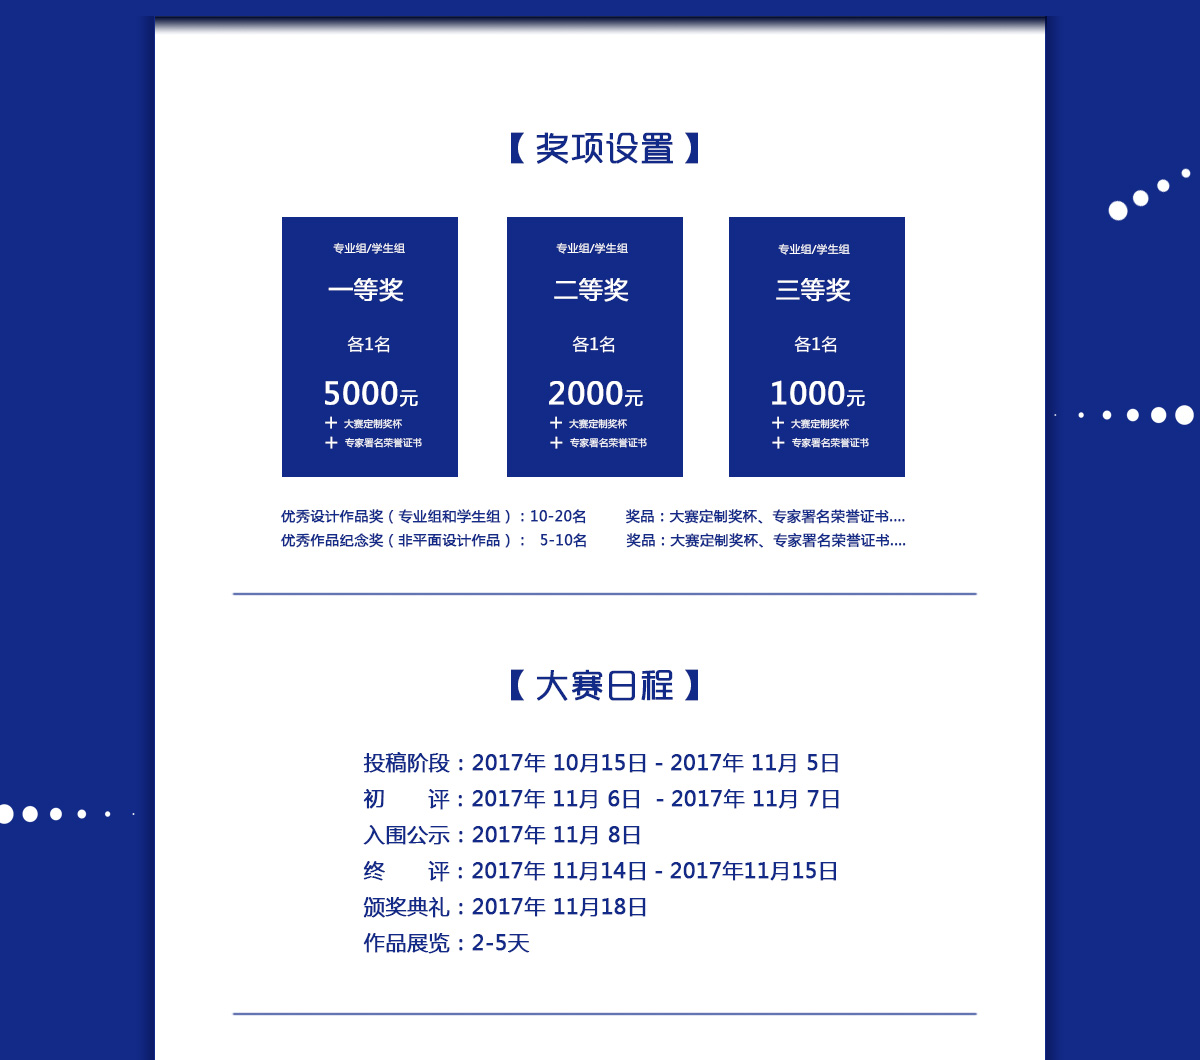 【 奖项设置 】
专业组/学生组
一等奖
各1名
5000元
+ 大赛定制奖杯
+ 专家署名荣誉证书
专业组/学生组
二等奖
各1名
2000元
+ 大赛定制奖杯
+ 专家署名荣誉证书
专业组/学生组
三等奖
各1名
1000元
+ 大赛定制奖杯
+ 专家署名荣誉证书
优秀设计作品奖（专业组和学生组）：10-20名 奖品：大赛定制奖杯、专家署名荣誉证书....
优秀作品纪念奖（非平面设计作品）： 5-10名 奖品：大赛定制奖杯、专家署名荣誉证书....
【 大赛日程 】
投稿阶段：2017年 10月15日 - 2017年 11月 5日
初　　评：2017年 11月 6日 - 2017年 11月 7日
入围公示：2017年 11月 8日
终　　评：2017年 11月14日 - 2017年11月15日
颁奖典礼：2017年 11月18日
作品展览：2-5天